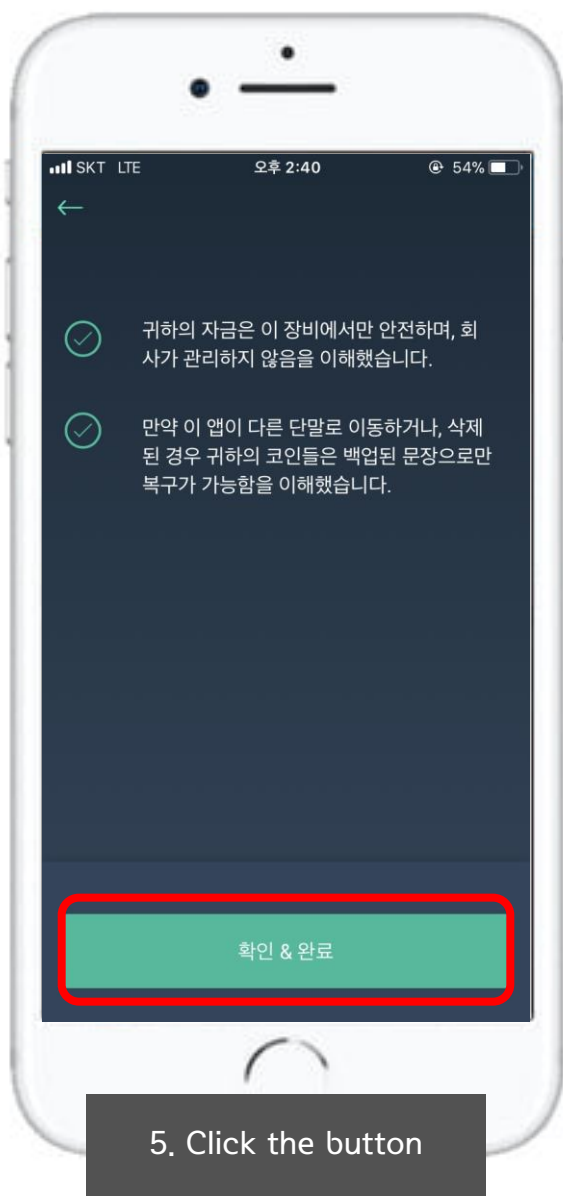 SKT LTE 오후 2:40 54%
귀하의 자금은 이 장비에서만 안전하며, 회
사가 관리하지 않음을 이해했습니다.
만약 이 앱이 다른 단말로 이동하거나, 삭제
된 경우 귀하의 코인들은 백업된 문장으로만
복구가 가능함을 이해했습니다.
확인 & 완료
5. Click the button